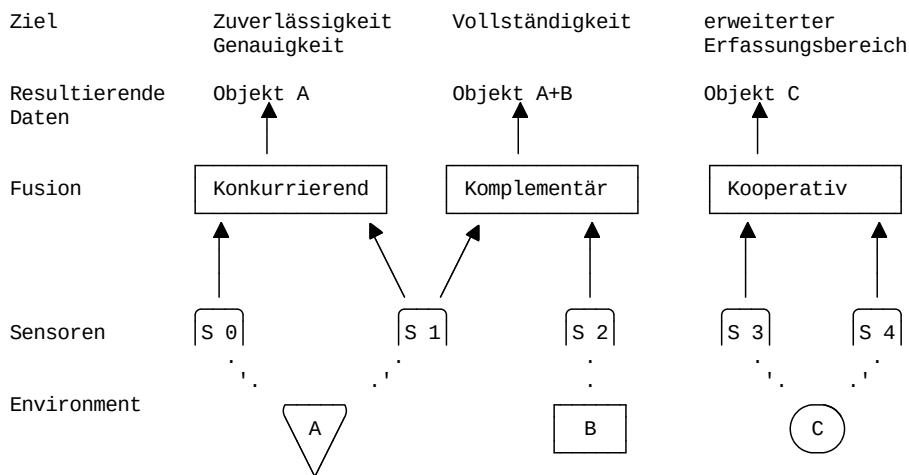 Ziel Zuverlässigkeit Vollständigkeit erweiterter
Genauigkeit Erfassungsbereich
Resultierende Objekt A Objekt A+B Objekt C
Daten
Fusion Konkurrierend Komplementär Kooperativ
Sensoren S 0 S 1 S 2 S 3 S 4
Environment
A B C